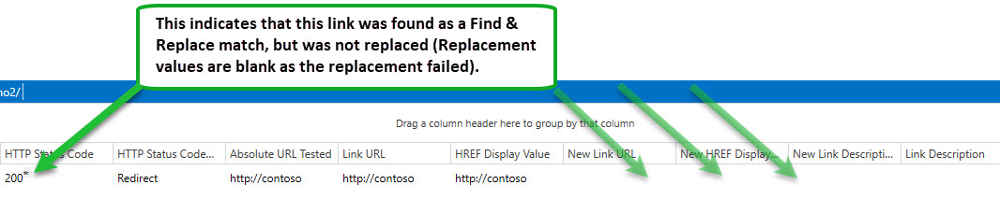 This indicates that this link was found as a Find &
Replace match, but was not replaced (Replacement
values are blank as the replacement failed).
no2/
Drag a column header here to group by that column
HTTP Status Code HTTP Status Code... Absolute URL Tested Link URL HREF Display Value New Link URL New HREF Display... New Link Descripti... Link Description
200* Redirect http://contoso http://contoso http://contoso